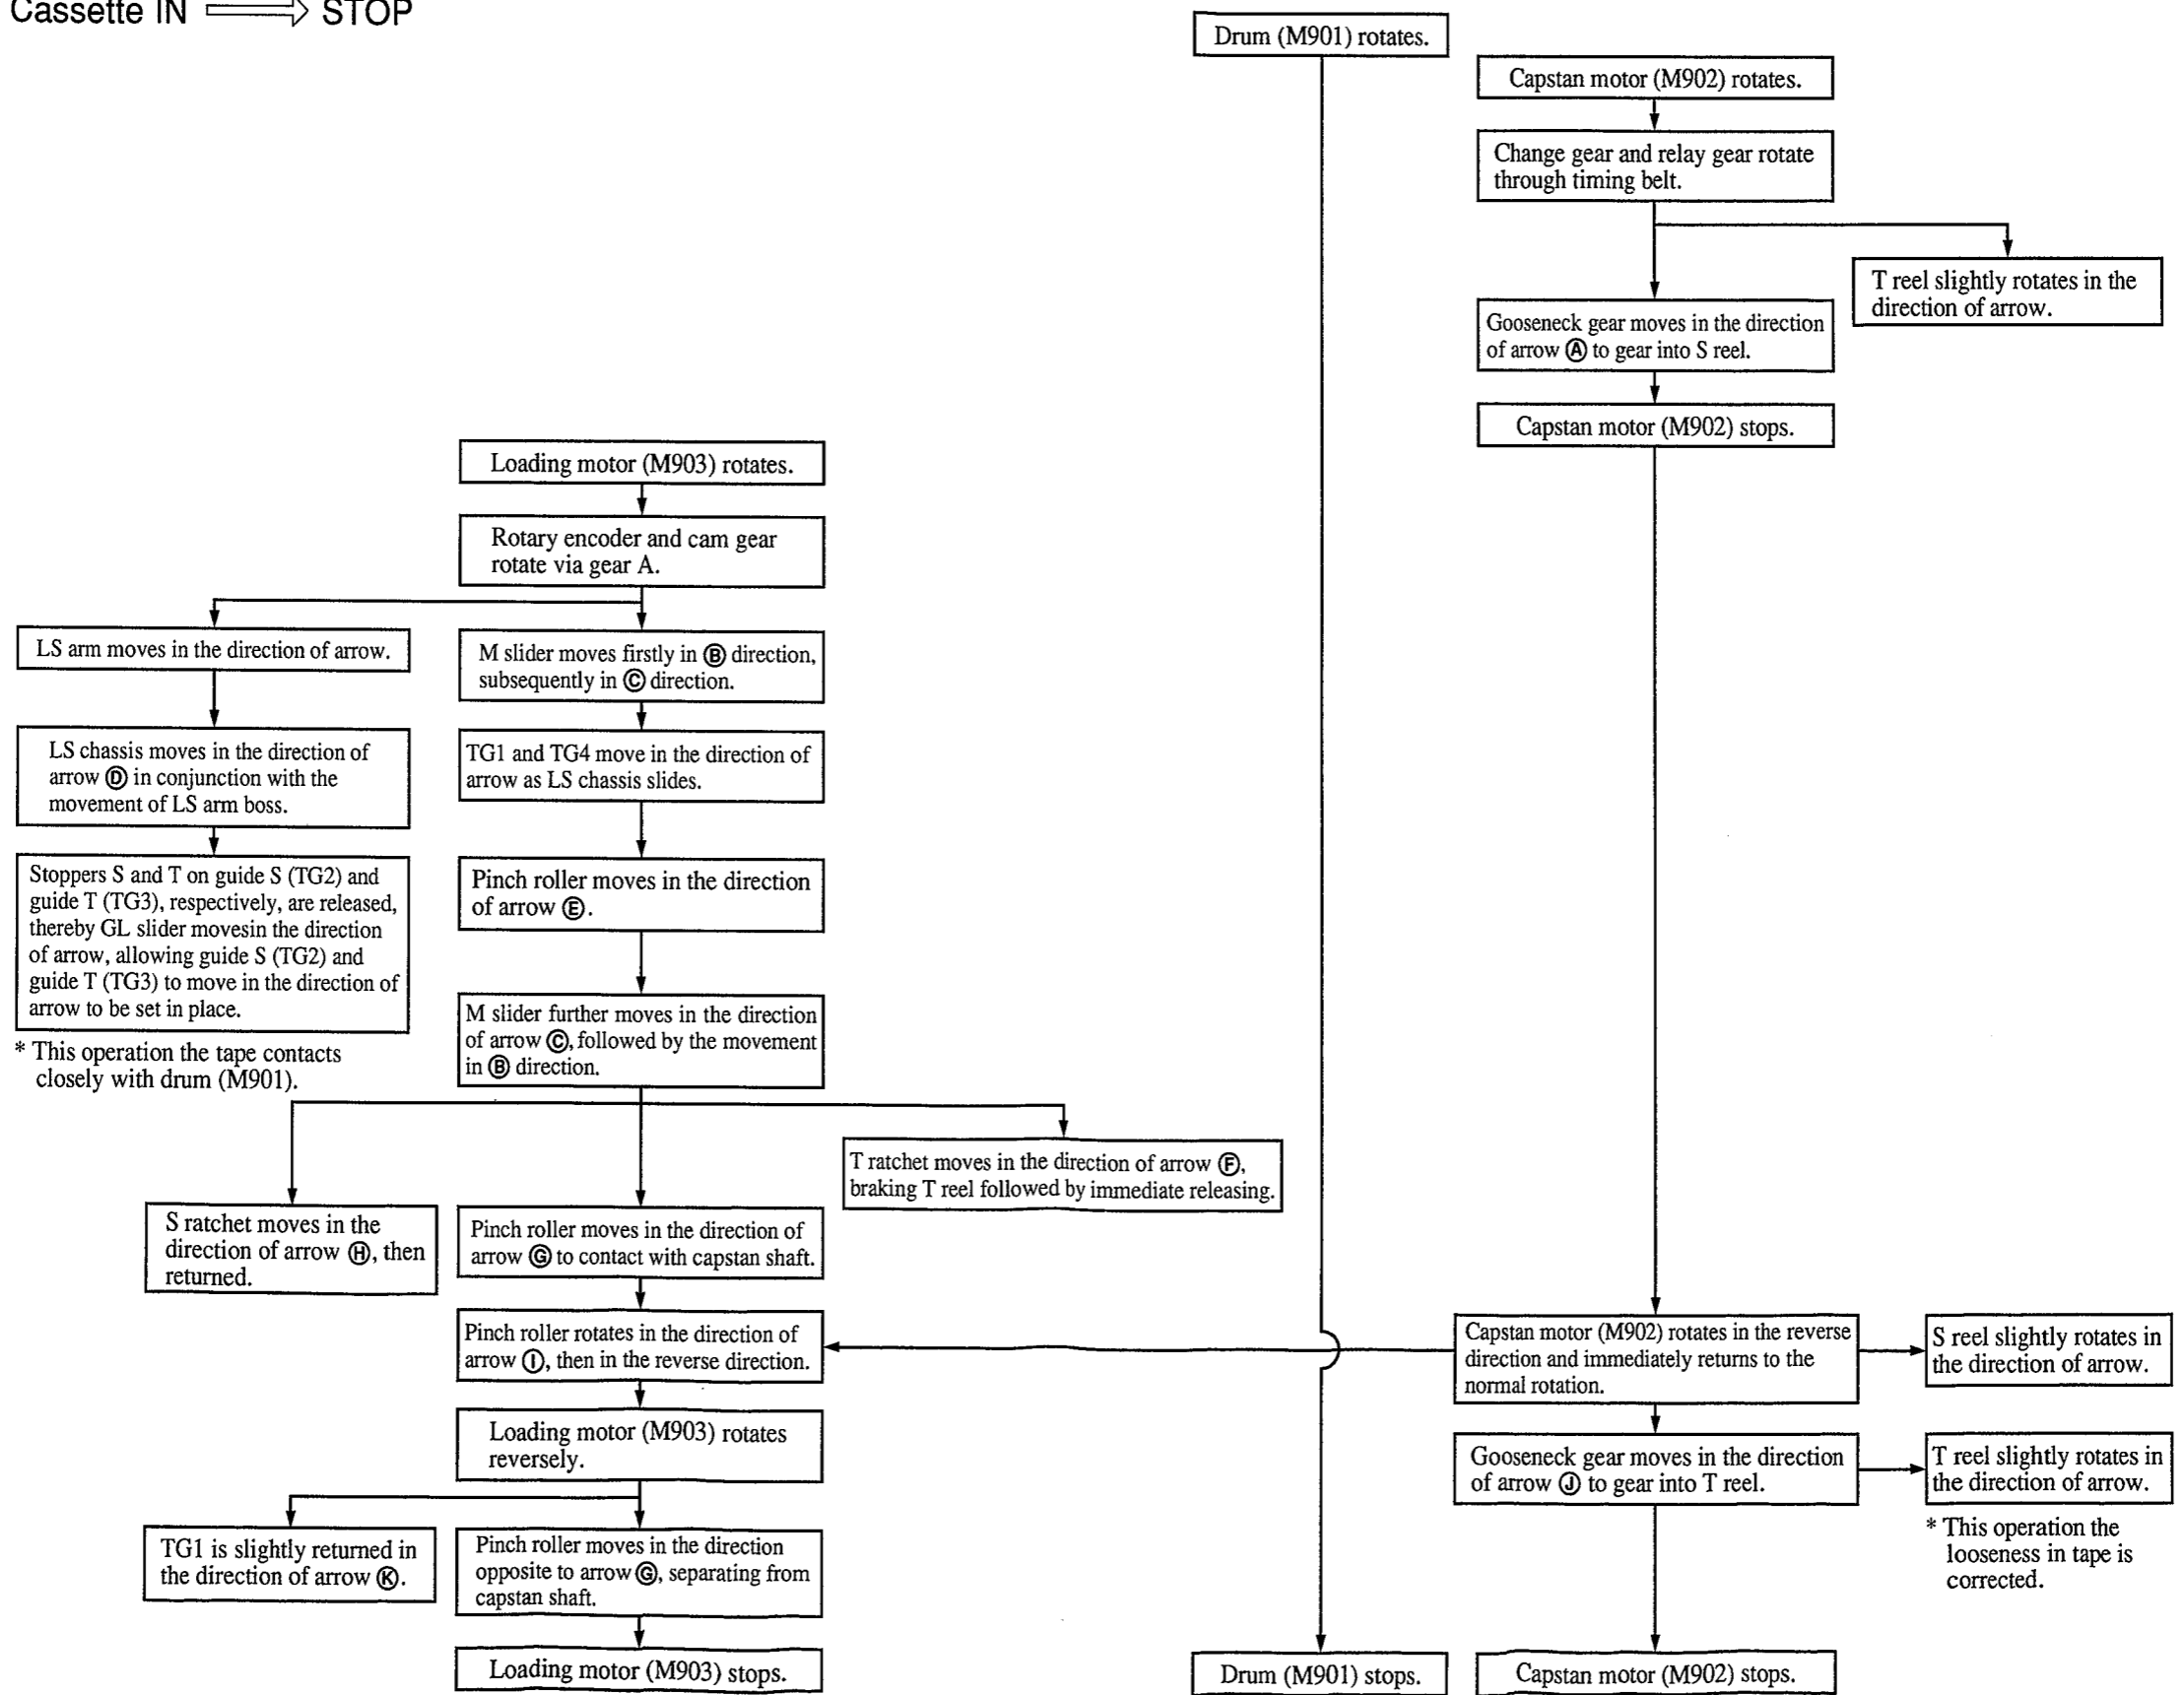 Cassette IN ⟹ STOP
Drum (M901) rotates.
Capstan motor (M902) rotates.
Change gear and relay gear rotate
through timing belt.
T reel slightly rotates in the
direction of arrow.
Gooseneck gear moves in the direction
of arrow Ⓐ to gear into S reel.
Capstan motor (M902) stops.
Loading motor (M903) rotates.
Rotary encoder and cam gear
rotate via gear A.
LS arm moves in the direction of arrow.
M slider moves firstly in Ⓑ direction,
subsequently in Ⓒ direction.
LS chassis moves in the direction of
arrow Ⓓ in conjunction with the
movement of LS arm boss.
TG1 and TG4 move in the direction of
arrow as LS chassis slides.
Stoppers S and T on guide S (TG2) and
guide T (TG3), respectively, are released,
thereby GL slider movesin the direction
of arrow, allowing guide S (TG2) and
guide T (TG3) to move in the direction of
arrow to be set in place.
* This operation the tape contacts
closely with drum (M901).
Pinch roller moves in the direction
of arrow Ⓔ.
M slider further moves in the direction
of arrow Ⓒ, followed by the movement
in Ⓑ direction.
T ratchet moves in the direction of arrow Ⓕ,
braking T reel followed by immediate releasing.
S ratchet moves in the
direction of arrow Ⓗ, then
returned.
Pinch roller moves in the direction of
arrow Ⓖ to contact with capstan shaft.
Pinch roller rotates in the direction of
arrow Ⓘ, then in the reverse direction.
Capstan motor (M902) rotates in the reverse
direction and immediately returns to the
normal rotation.
S reel slightly rotates in
the direction of arrow.
Loading motor (M903) rotates
reversely.
Gooseneck gear moves in the direction
of arrow Ⓙ to gear into T reel.
T reel slightly rotates in
the direction of arrow.
* This operation the
looseness in tape is
corrected.
TG1 is slightly returned in
the direction of arrow Ⓚ.
Pinch roller moves in the direction
opposite to arrow Ⓖ, separating from
capstan shaft.
Loading motor (M903) stops.
Drum (M901) stops.
Capstan motor (M902) stops.